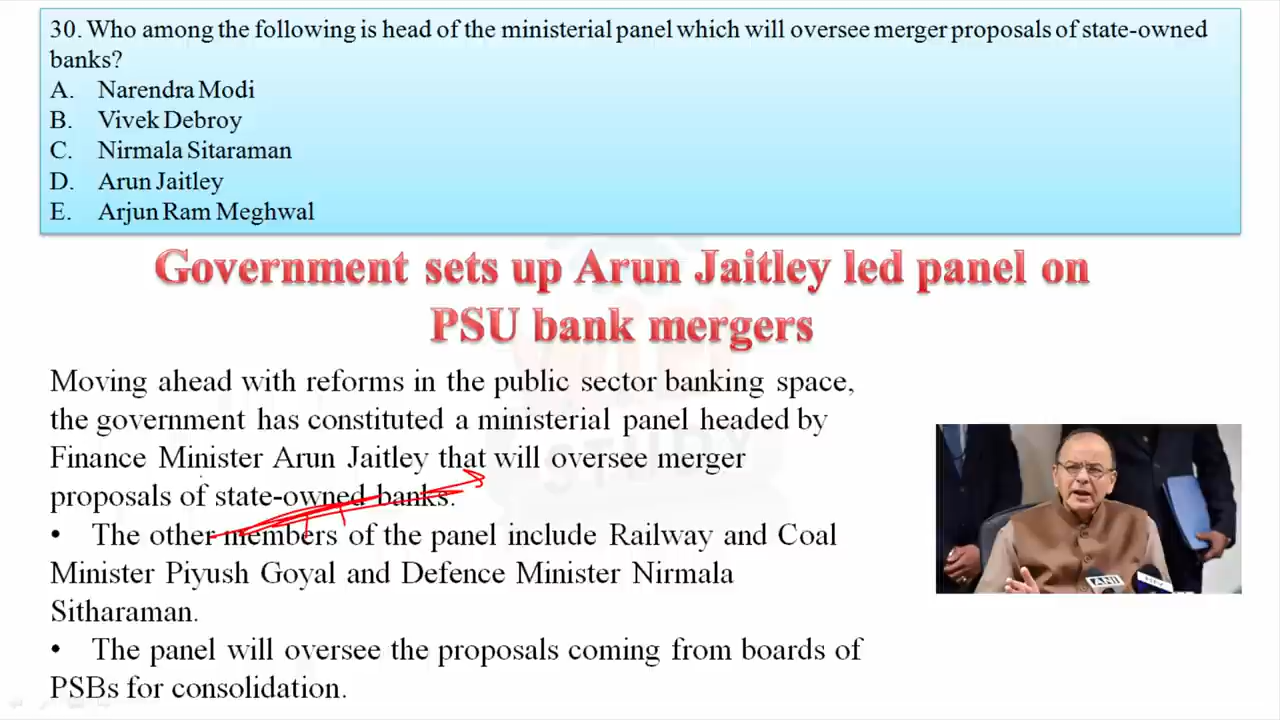 30. Who among the following is head of the ministerial panel which will oversee merger proposals of state-owned
banks?
A. Narendra Modi
B. Vivek Debroy
C. Nirmala Sitaraman
D. Arun Jaitley
E. Arjun Ram Meghwal
Government sets up Arun Jaitley led panel on
PSU bank mergers
Moving ahead with reforms in the public sector banking space,
the government has constituted a ministerial panel headed by
Finance Minister Arun Jaitley that will oversee merger
proposals of state-owned banks.
• The other members of the panel include Railway and Coal
Minister Piyush Goyal and Defence Minister Nirmala
Sitharaman.
• The panel will oversee the proposals coming from boards of
PSBs for consolidation.
STUDY
ANI